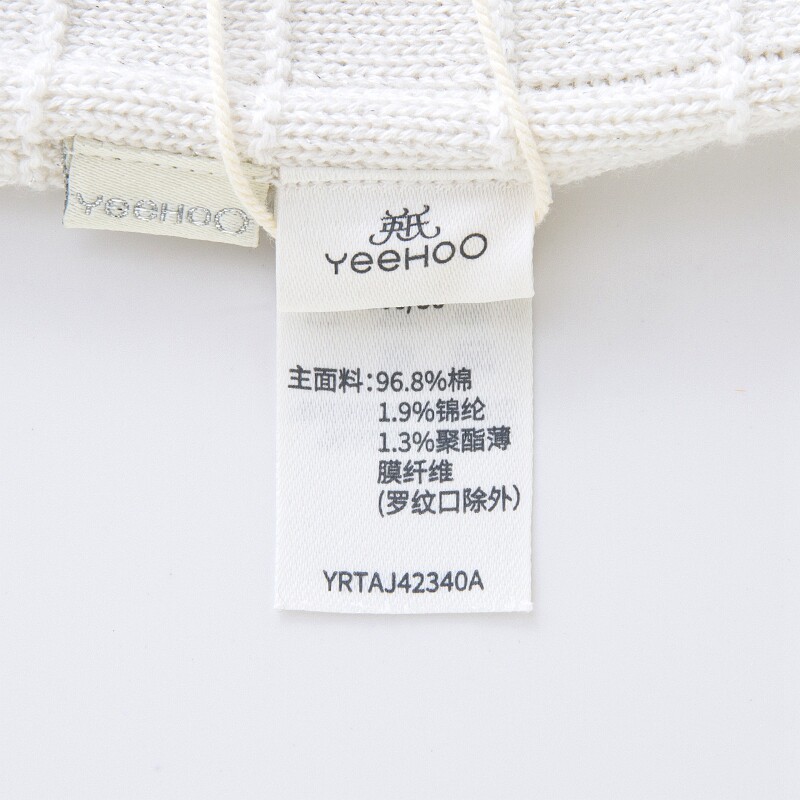 YeeHoO
英氏
YeeHoO
主面料:96.8%棉
1.9%锦纶
1.3%聚酯薄
膜纤维
(罗纹口除外)
YRTAJ42340A